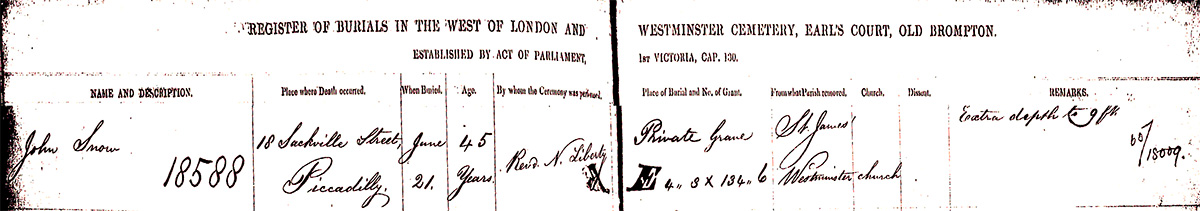 REGISTER OF BURIALS IN THE WEST OF LONDON AND WESTMINSTER CEMETERY, EARL'S COURT, OLD BROMPTON.
ESTABLISHED BY ACT OF PARLIAMENT, 1ST VICTORIA, CAP. 130.
NAME AND DESCRIPTION. Place where Death occurred. When Buried. Age. By whom the Ceremony was performed. Place of Burial and No. of Grant. From what Parish removed. Church. Dissent. REMARKS.
John Snow 18 Sackville Street, June 45 Revd. N. Liberty Private Grave St. James' Extra depth to 9 ft
18588 Piccadilly. 21. Years X E 4,, 3 X 134,, 6 Westminster church 18009.